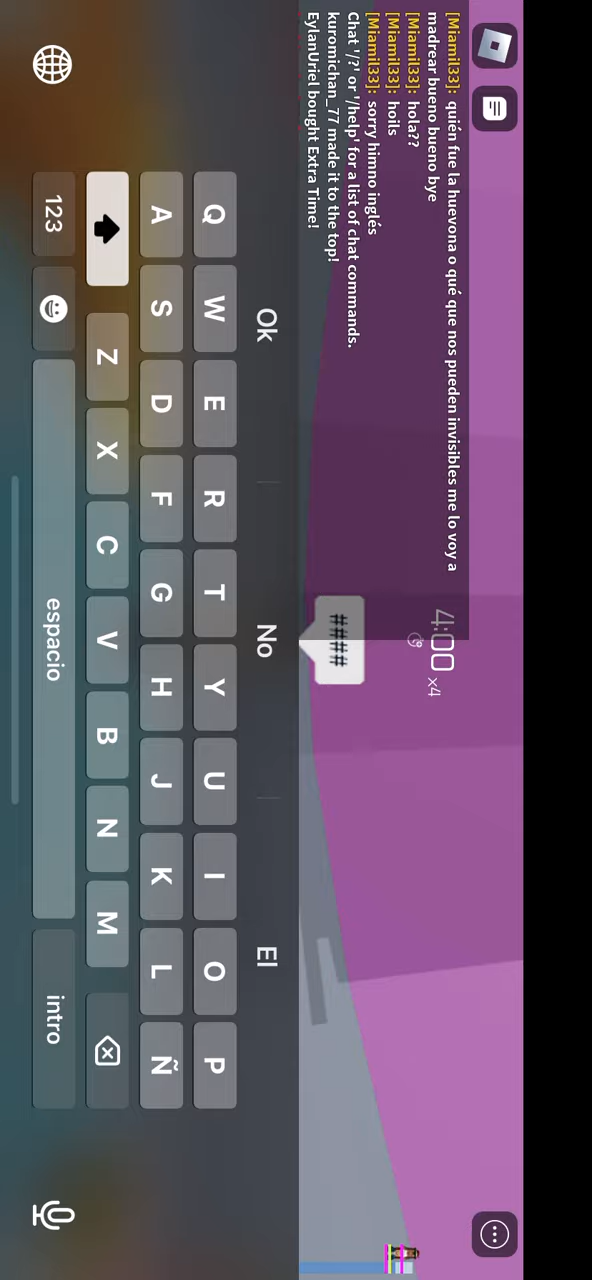 [Miamil33]: quién fue la huevona o qué que nos pueden invisibles me lo voy a
madrear bueno bueno bye
[Miamil33]: hola??
[Miamil33]: hoils
[Miamil33]: sorry himno inglés
Chat '/?' or '/help' for a list of chat commands.
kuromichan_77 made it to the top!
EylanUriel bought Extra Time!
4:00 x4
####
Ok No El
Q W E R T Y U I O P
A S D F G H J K L Ñ
Z X C V B N M
123 espacio intro